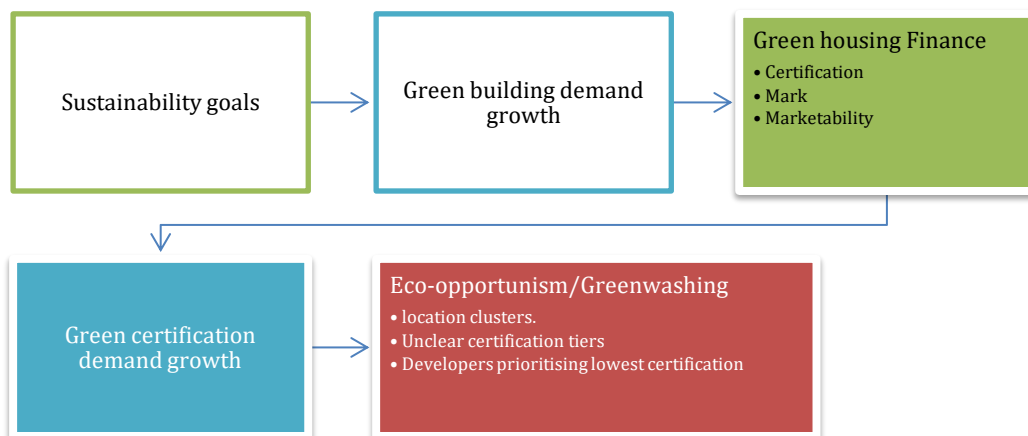 Sustainability goals
Green building demand
growth
Green housing Finance
• Certification
• Mark
• Marketability
Green certification
demand growth
Eco-opportunism/Greenwashing
• location clusters.
• Unclear certification tiers
• Developers prioritising lowest certification